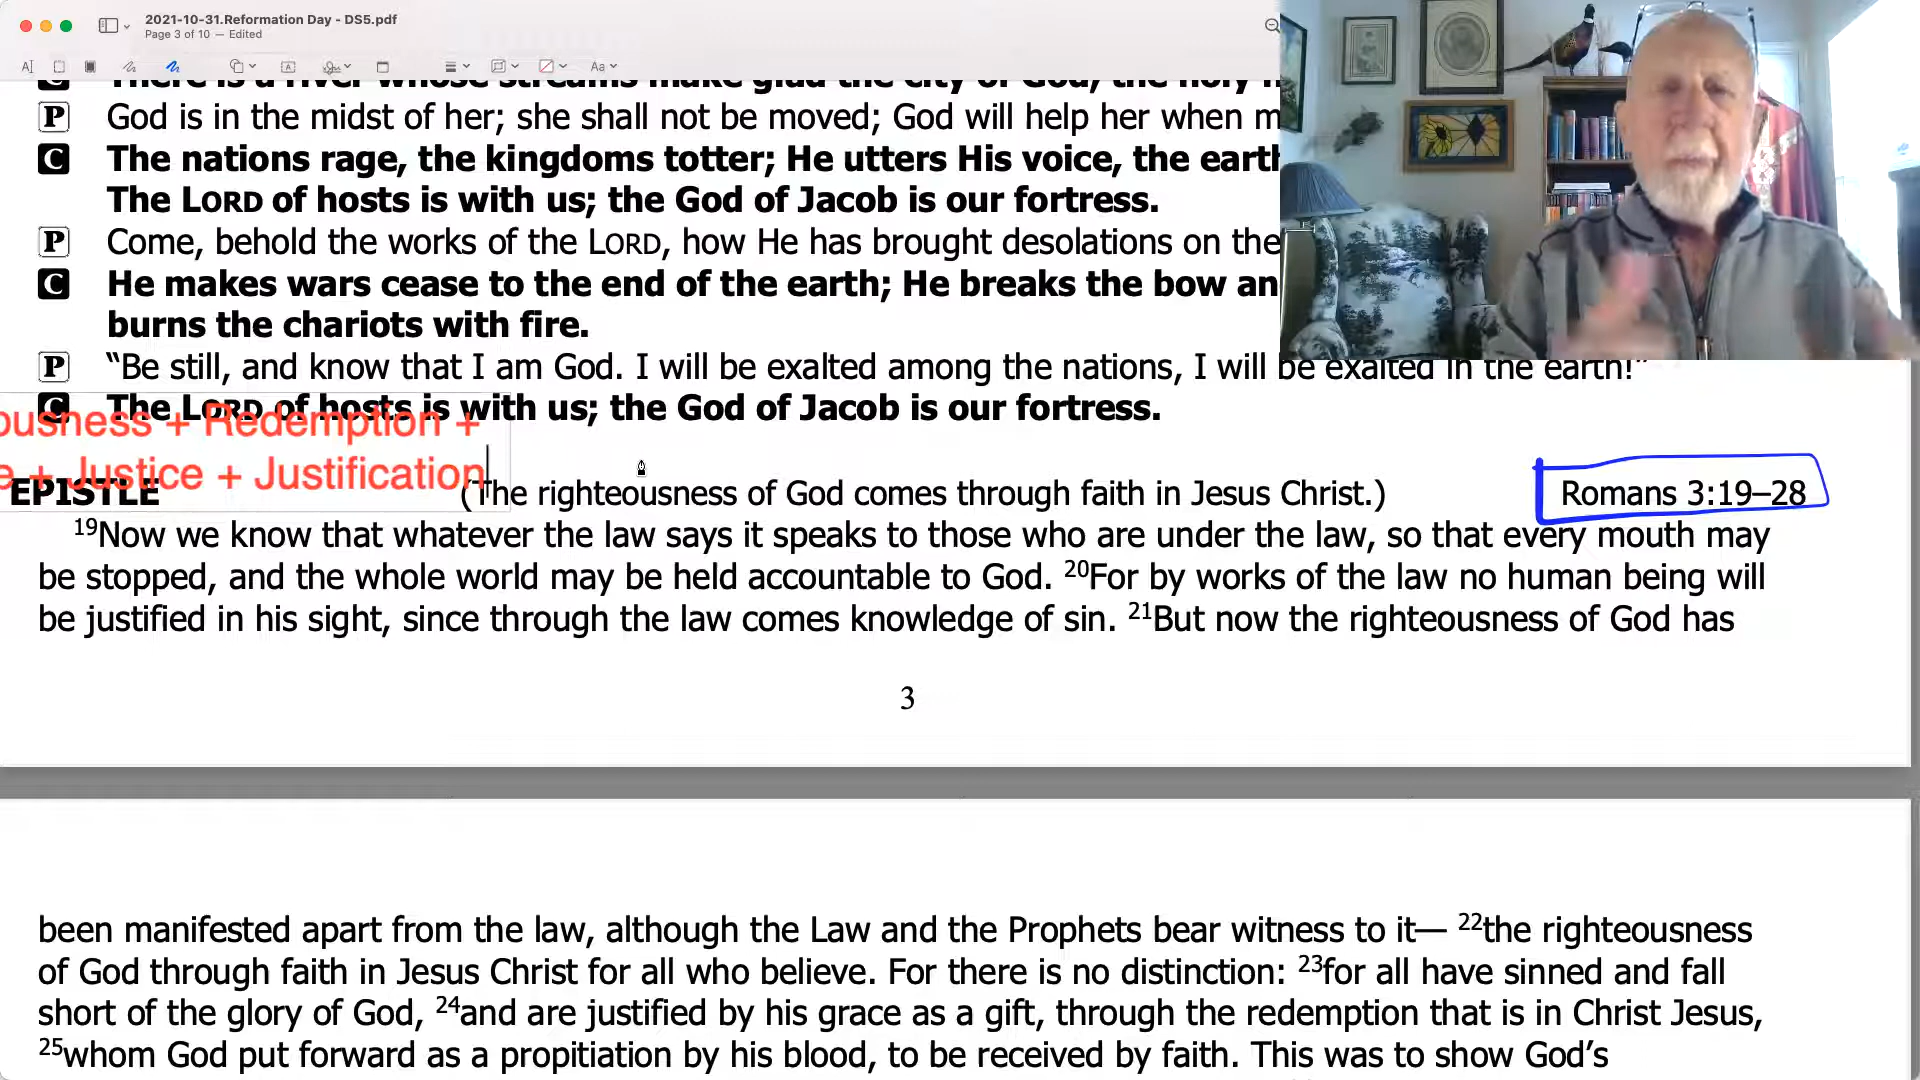 2021-10-31.Reformation Day - DS5.pdf
Page 3 of 10 — Edited
There is a river whose streams make glad the city of God, the holy
P God is in the midst of her; she shall not be moved; God will help her when
C The nations rage, the kingdoms totter; He utters His voice, the
The LORD of hosts is with us; the God of Jacob is our fortress.
P Come, behold the works of the LORD, how He has brought desolations on the
C He makes wars cease to the end of the earth; He breaks the bow
burns the chariots with fire.
P “Be still, and know that I am God. I will be exalted among the nations, I will be exalted in the earth!”
C The LORD of hosts is with us; the God of Jacob is our fortress.
+ Redemption +
+ Justice + Justification
EPISTLE (The righteousness of God comes through faith in Jesus Christ.) Romans 3:19–28
19Now we know that whatever the law says it speaks to those who are under the law, so that every mouth may
be stopped, and the whole world may be held accountable to God. 20For by works of the law no human being will
be justified in his sight, since through the law comes knowledge of sin. 21But now the righteousness of God has
3
been manifested apart from the law, although the Law and the Prophets bear witness to it— 22the righteousness
of God through faith in Jesus Christ for all who believe. For there is no distinction: 23for all have sinned and fall
short of the glory of God, 24and are justified by his grace as a gift, through the redemption that is in Christ Jesus,
25whom God put forward as a propitiation by his blood, to be received by faith. This was to show God’s